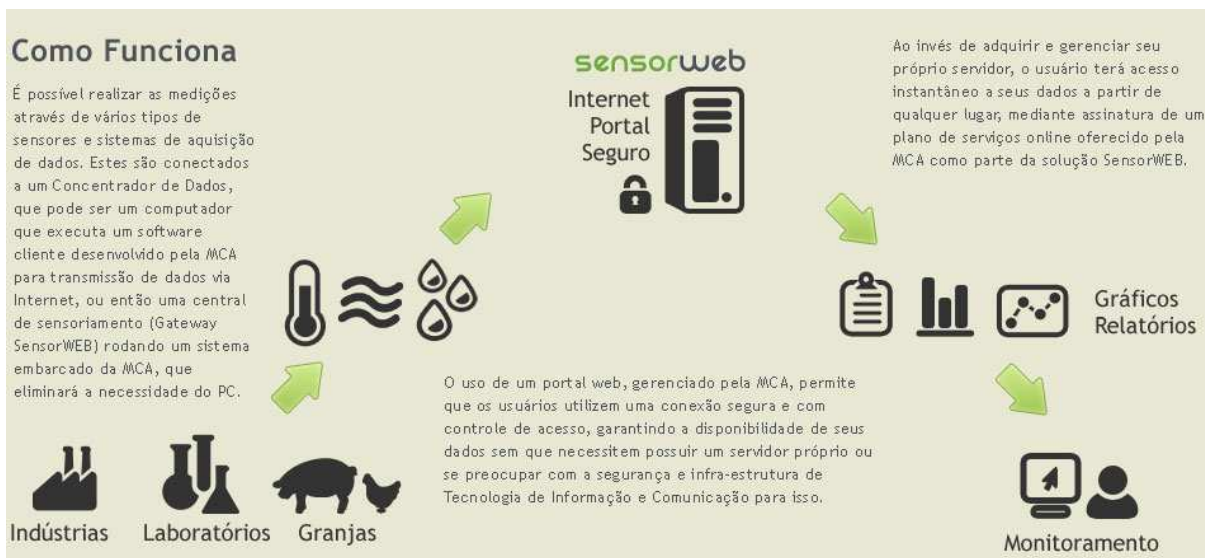 Como Funciona
É possível realizar as medições
através de vários tipos de
sensores e sistemas de aquisição
de dados. Estes são conectados
a um Concentrador de Dados,
que pode ser um computador
que executa um software
cliente desenvolvido pela MCA
para transmissão de dados via
Internet, ou então uma central
de sensoriamento (Gateway
SensorWEB) rodando um sistema
embarcado da MCA, que
eliminará a necessidade do PC.
Indústrias
Laboratórios
Granjas
sensorweb
Internet
Portal
Seguro
O uso de um portal web, gerenciado pela MCA, permite
que os usuários utilizem uma conexão segura e com
controle de acesso, garantindo a disponibilidade de seus
dados sem que necessitem possuir um servidor próprio ou
se preocupar com a segurança e infra-estrutura de
Tecnologia de Informação e Comunicação para isso.
Ao invés de adquirir e gerenciar seu
próprio servidor, o usuário terá acesso
instantâneo a seus dados a partir de
qualquer lugar, mediante assinatura de um
plano de serviços online oferecido pela
MCA como parte da solução SensorWEB.
Gráficos
Relatórios
Monitoramento